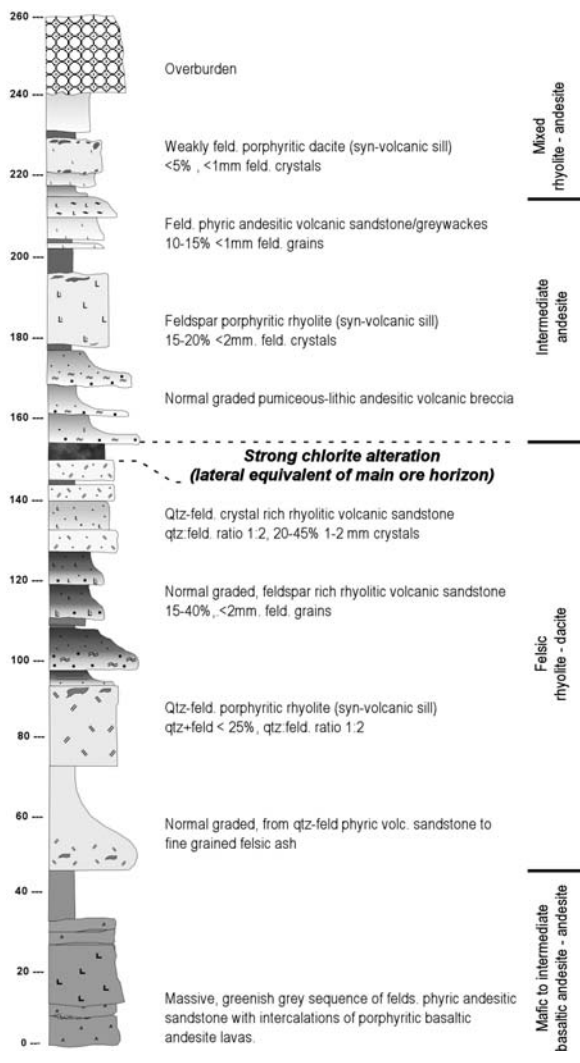 260 ---
Overburden
240 ---
Weakly feld. porphyritic dacite (syn-volcanic sill)
<5% , <1mm feld. crystals
220 ---
Mixed
rhyolite - andesite
Feld. phyric andesitic volcanic sandstone/greywackes
10-15% <1mm feld. grains
200 ---
Feldspar porphyritic rhyolite (syn-volcanic sill)
15-20% <2mm. feld. crystals
180 ---
Intermediate
andesite
Normal graded pumiceous-lithic andesitic volcanic breccia
160 ---
Strong chlorite alteration
(lateral equivalent of main ore horizon)
140 ---
Qtz-feld. crystal rich rhyolitic volcanic sandstone
qtz:feld. ratio 1:2, 20-45% 1-2 mm crystals
120 ---
Normal graded, feldspar rich rhyolitic volcanic sandstone
15-40%,.<2mm. feld. grains
100 ---
Felsic
rhyolite - dacite
Qtz-feld. porphyritic rhyolite (syn-volcanic sill)
qtz+feld < 25%, qtz:feld. ratio 1:2
80 ---
60 ---
Normal graded, from qtz-feld phyric volc. sandstone to
fine grained felsic ash
40 ---
20 ---
Mafic to intermediate
basaltic andesite - andesite
Massive, greenish grey sequence of felds. phyric andesitic
sandstone with intercalations of porphyritic basaltic
andesite lavas.
0 ---